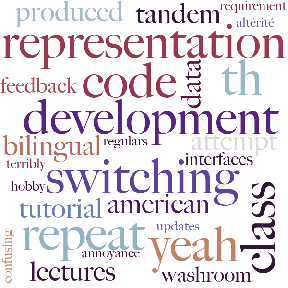 produced tandem requirement
altérité
representation
feedback code data th
development
bilingual regulars attempt
terribly interfaces
hobby switching
tutorial american class
repeat updates yeah
confusing annoyance
lectures washroom